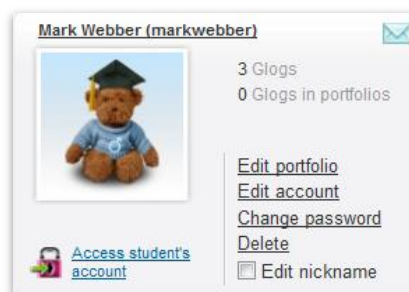 Mark Webber (markwebber)
3 Glogs
0 Glogs in portfolios
Edit portfolio
Edit account
Change password
Delete
Edit nickname
Access student's
account